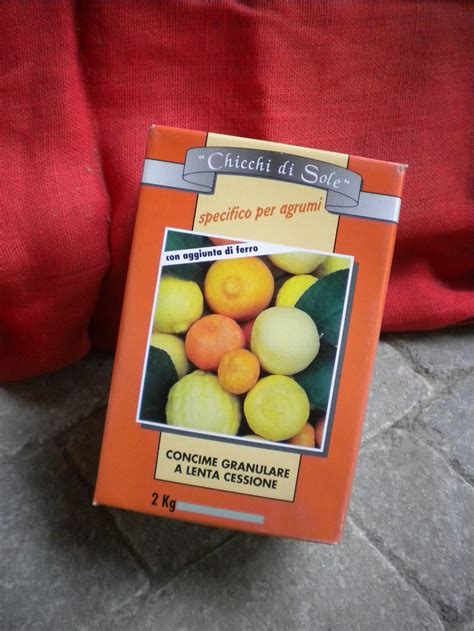 "Chicchi di Sole"
specifico per agrumi
con aggiunta di ferro
CONCIME GRANULARE
A LENTA CESSIONE
2 Kg